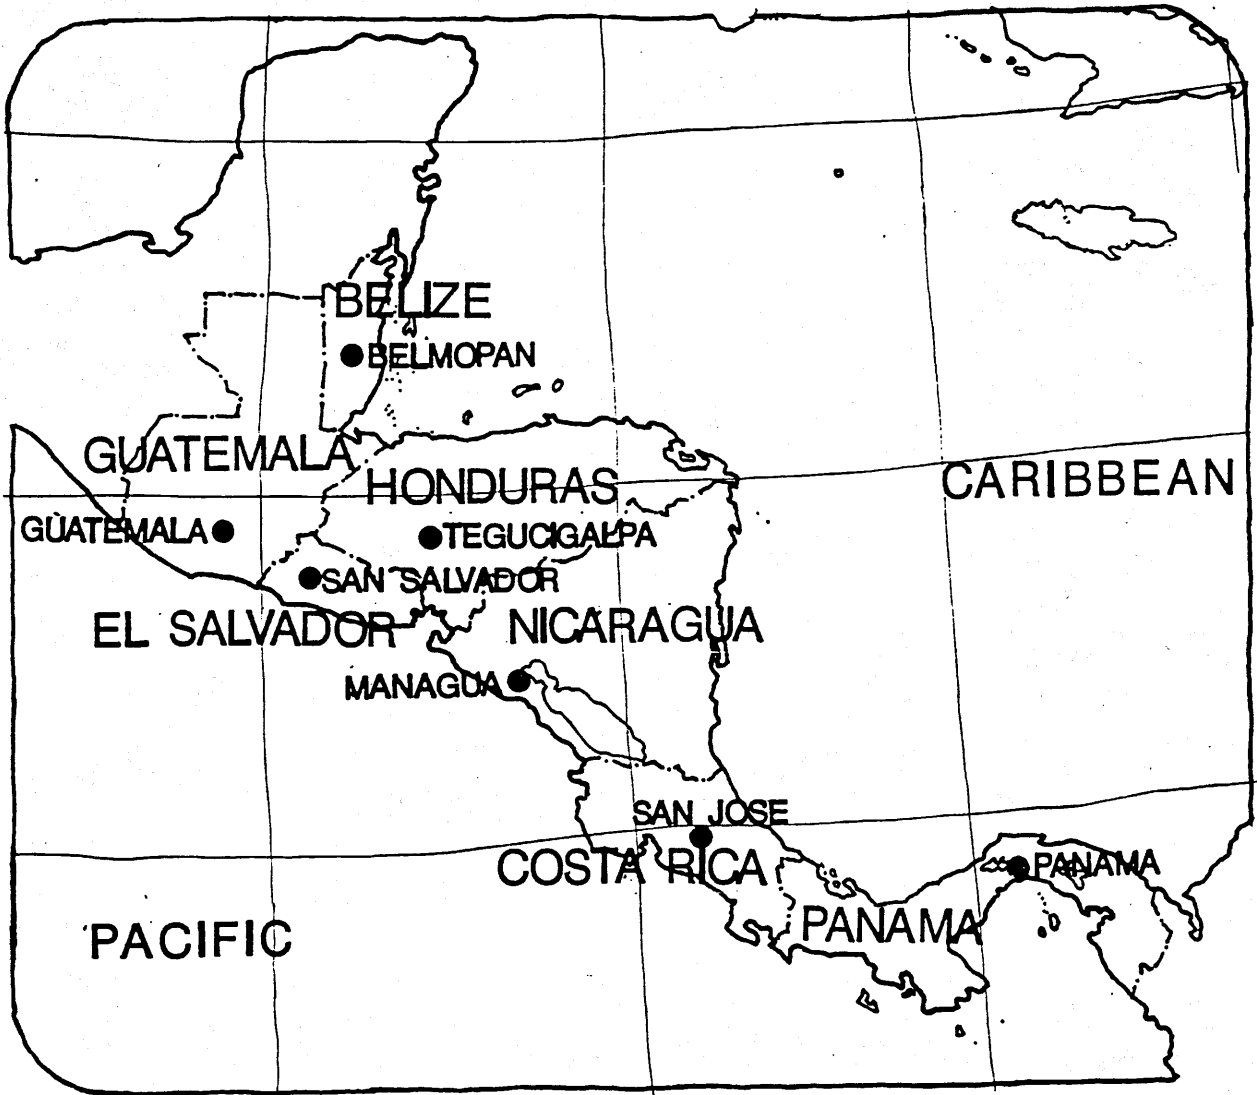 BELIZE
BELMOPAN
GUATEMALA
HONDURAS
CARIBBEAN
GUATEMALA
TEGUCIGALPA
SAN SALVADOR
EL SALVADOR
NICARAGUA
MANAGUA
SAN JOSE
COSTA RICA
PANAMA
PANAMA
PACIFIC